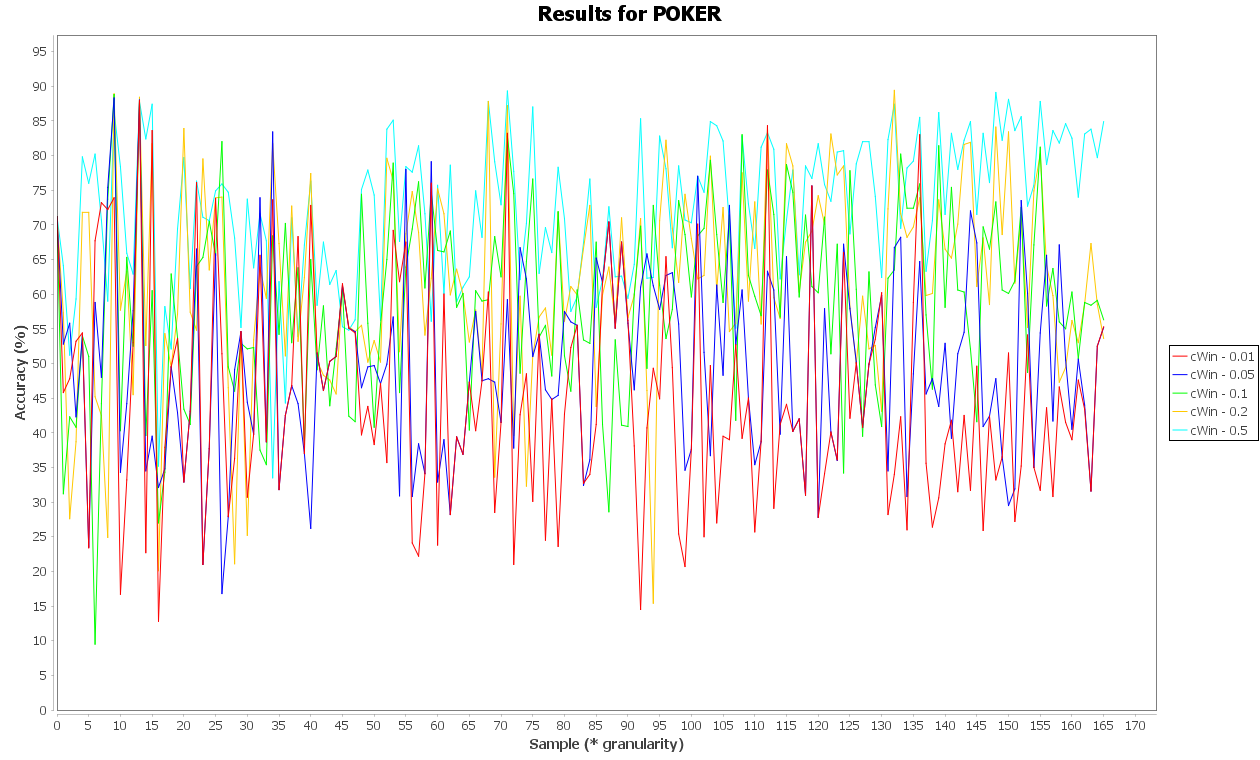 Results for POKER
Accuracy (%)
95
90
85
80
75
70
65
60
55
50
45
40
35
30
25
20
15
10
5
0
0 5 10 15 20 25 30 35 40 45 50 55 60 65 70 75 80 85 90 95 100 105 110 115 120 125 130 135 140 145 150 155 160 165 170
Sample (* granularity)
cWin - 0.01
cWin - 0.05
cWin - 0.1
cWin - 0.2
cWin - 0.5